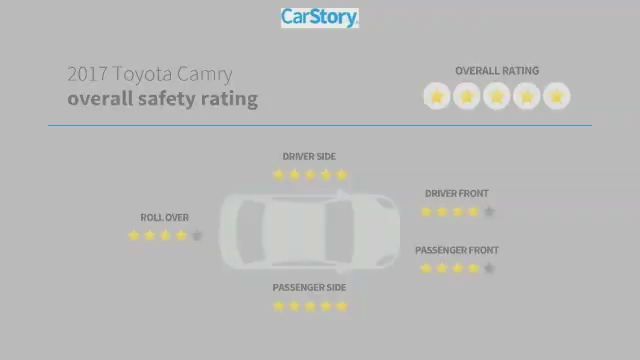 CarStory
2017 Toyota Camry
overall safety rating
OVERALL RATING
DRIVER SIDE
DRIVER FRONT
ROLL OVER
PASSENGER FRONT
PASSENGER SIDE